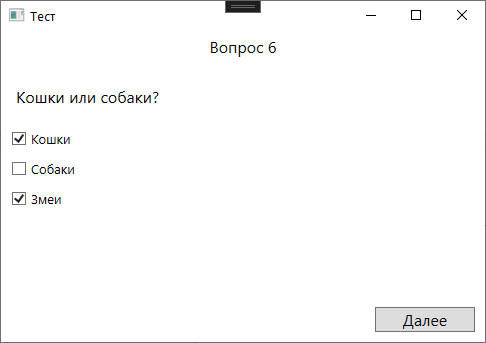 Тест
Вопрос 6
Кошки или собаки?
Кошки
Собаки
Змеи
Далее